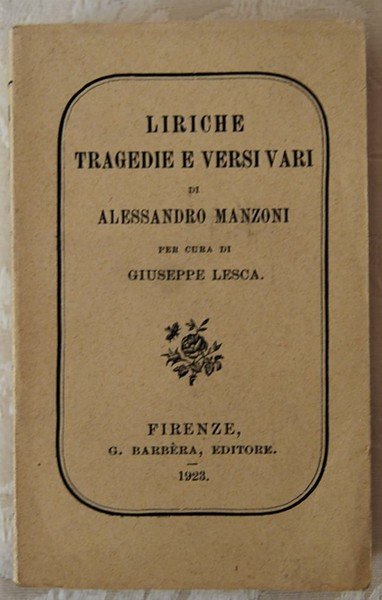 LIRICHE
TRAGEDIE E VERSI VARI
DI
ALESSANDRO MANZONI
PER CURA DI
GIUSEPPE LESCA.
FIRENZE,
G. BARBÈRA, EDITORE.
1923.